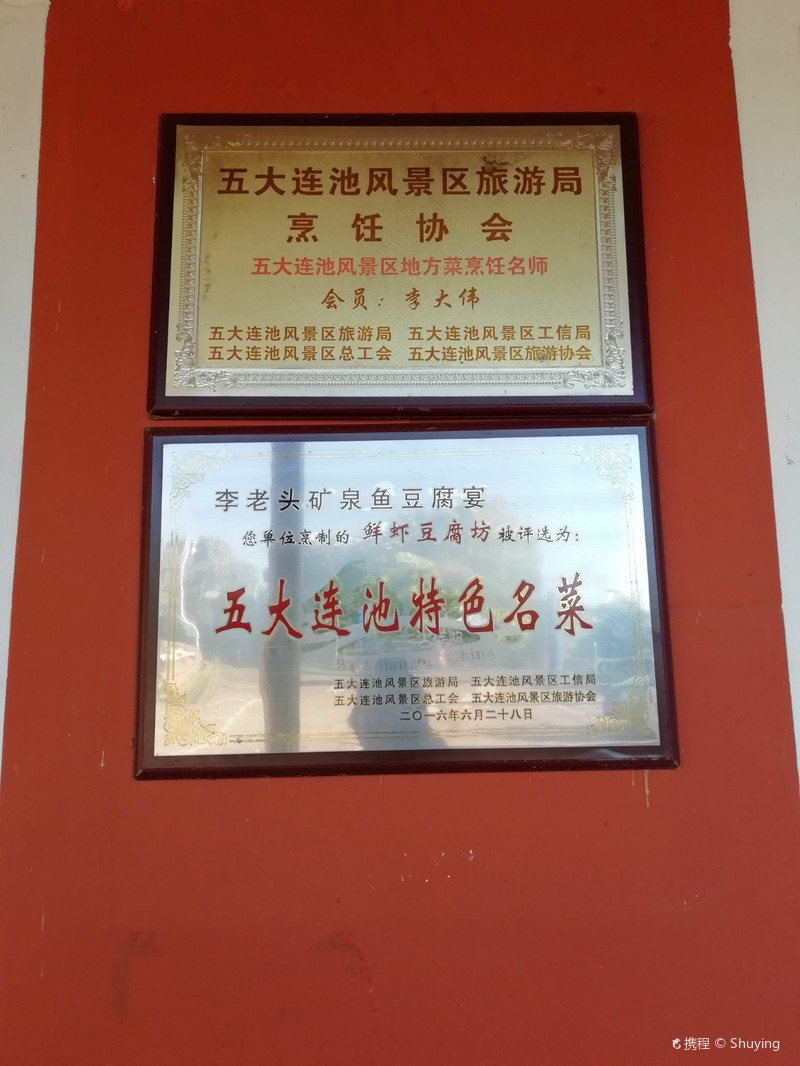 五大连池风景区旅游局
烹饪协会
五大连池风景区地方菜烹饪名师
会员：李大伟
五大连池风景区旅游局 五大连池风景区工信局
五大连池风景区总工会 五大连池风景区旅游协会
李老头矿泉鱼豆腐宴
您单位烹制的 鲜虾豆腐坊 被评选为：
五大连池特色名菜
五大连池风景区旅游局 五大连池风景区工信局
五大连池风景区总工会 五大连池风景区旅游协会
二〇一六年六月二十八日
携程 © Shuying